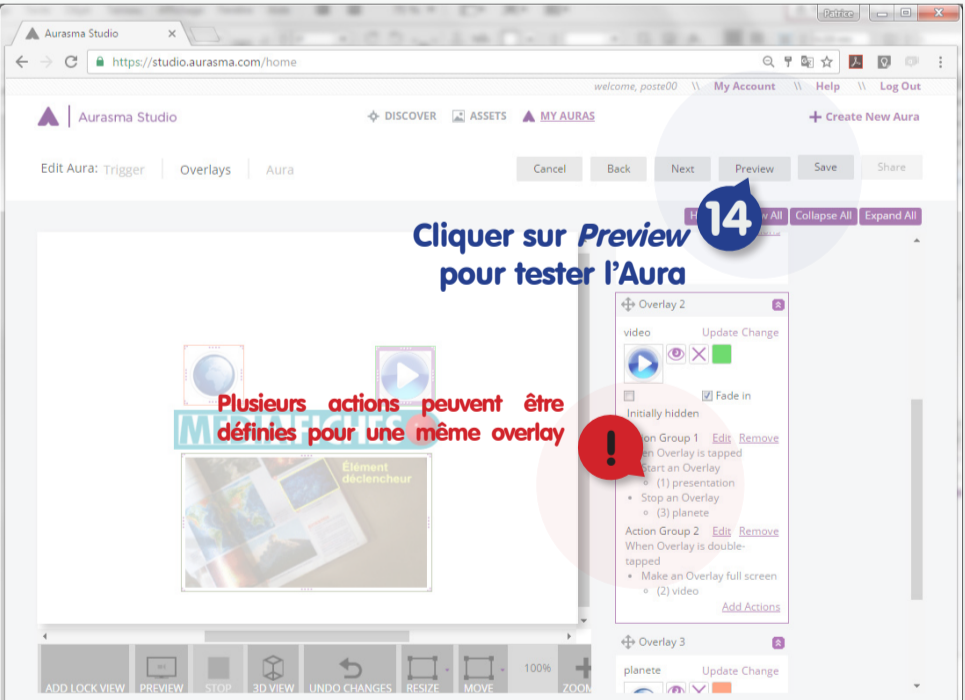 Patrice
Aurasma Studio
https://studio.aurasma.com/home
welcome, poste00 \\ My Account \\ Help \\ Log Out
Aurasma Studio
DISCOVER ASSETS MY AURAS
Create New Aura
Edit Aura: Trigger Overlays Aura
Cancel Back Next Preview Save Share
All Collapse All Expand All
14
Cliquer sur Preview
pour tester l'Aura
Overlay 2
video Update Change
Fade in
Initially hidden
Plusieurs actions peuvent être
définies pour une même overlay
!
MEDIAFICHES
Group 1 Edit Remove
Overlay is tapped
Start an Overlay
(1) presentation
Stop an Overlay
(3) planete
Action Group 2 Edit Remove
When Overlay is double-
tapped
Make an Overlay full screen
(2) video
Add Actions
Élément
déclencheur
Overlay 3
planete Update Change
ADD LOCK VIEW PREVIEW STOP 3D VIEW UNDO CHANGES RESIZE MOVE 100% ZOOM